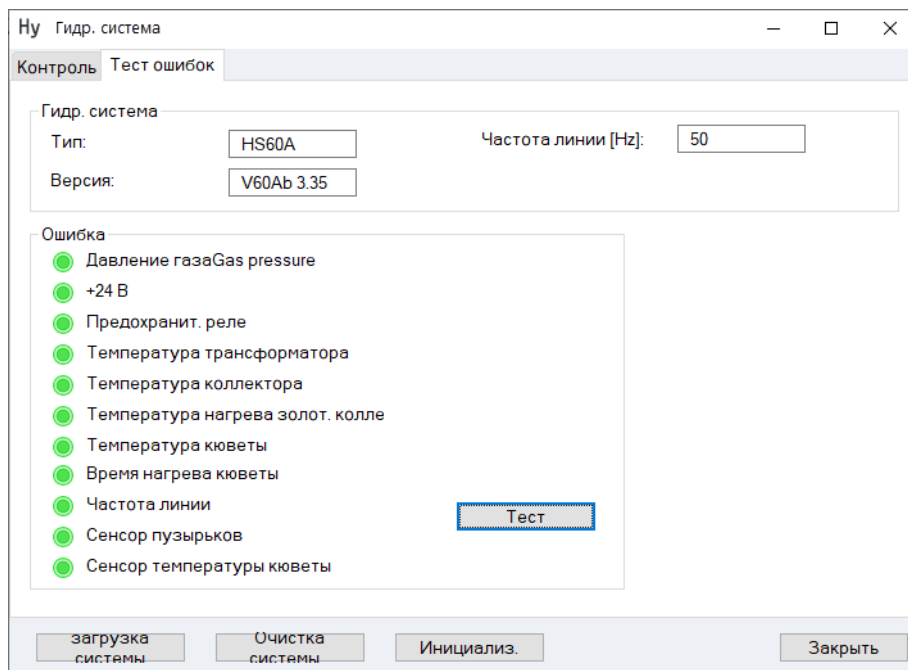 Hy Гидр. система
Контроль Тест ошибок
Гидр. система
Тип: HS60A Частота линии [Hz]: 50
Версия: V60Ab 3.35
Ошибка
Давление газаGas pressure
+24 В
Предохранит. реле
Температура трансформатора
Температура коллектора
Температура нагрева золот. колле
Температура кюветы
Время нагрева кюветы
Частота линии
Тест
Сенсор пузырьков
Сенсор температуры кюветы
загрузка системы Очистка системы Инициализ. Закрыть